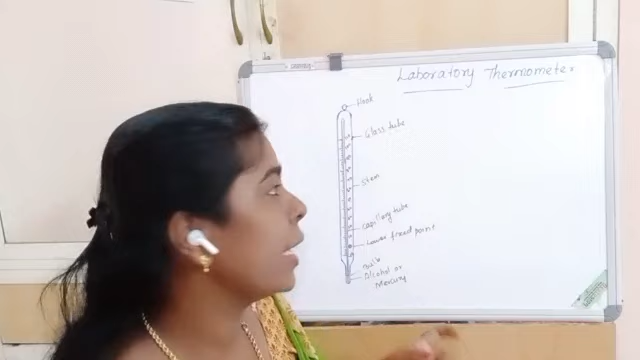 Laboratory Thermometer
Hook
Glass tube
Stem
Capillary tube
Lower fixed point
Bulb
Alcohol or
Mercury